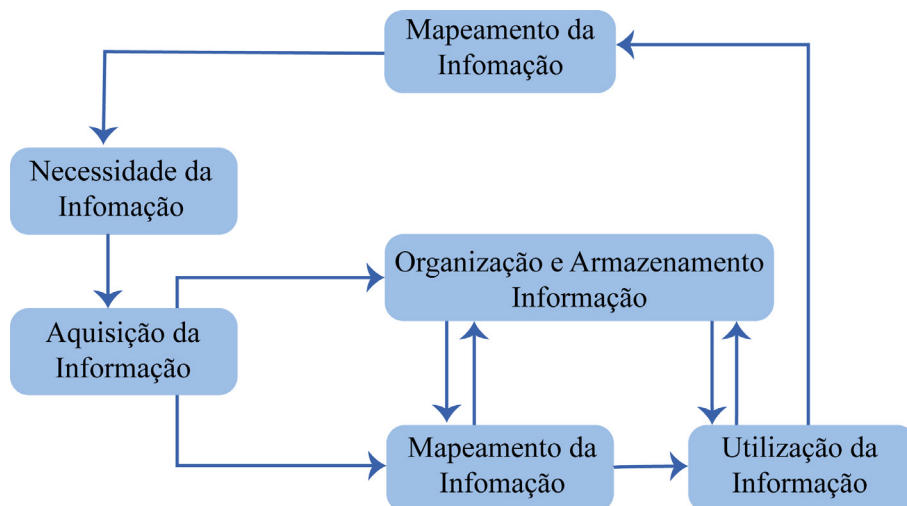 Mapeamento da
Infomação
Necessidade da
Infomação
Organização e Armazenamento
Informação
Aquisição da
Informação
Mapeamento da
Infomação
Utilização da
Informação